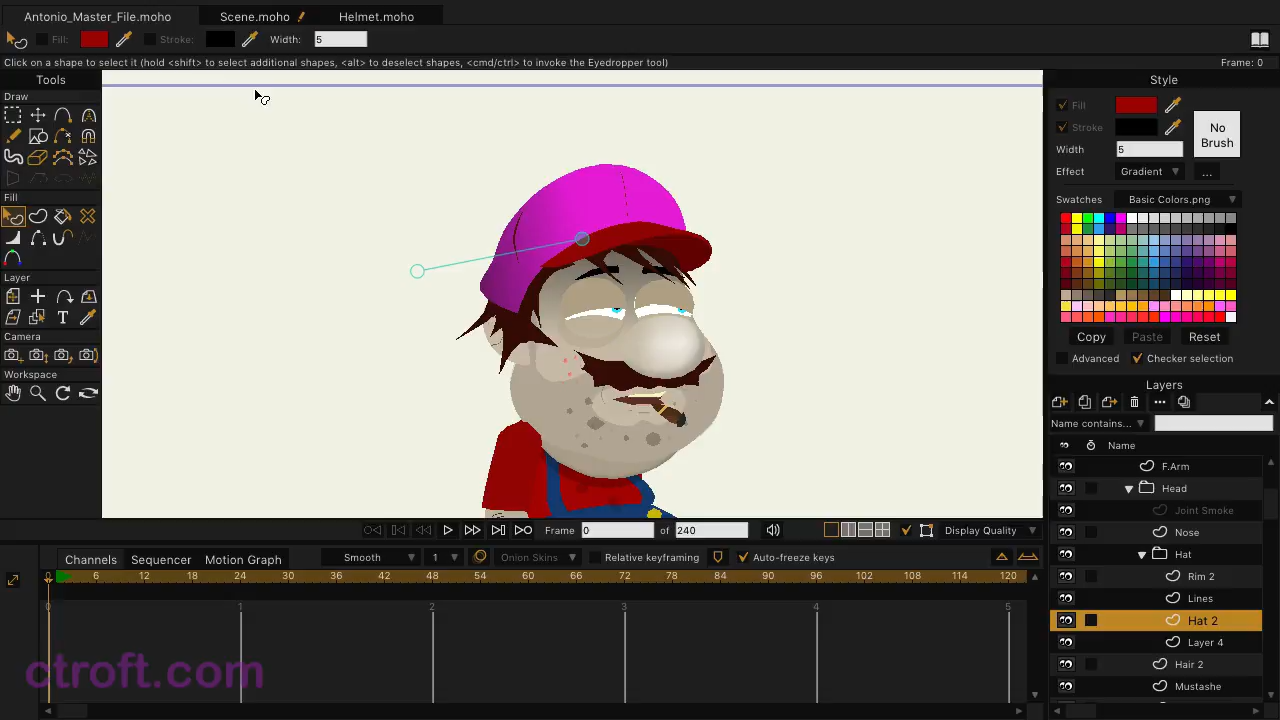 Antonio_Master_File.moho
Scene.moho
Helmet.moho
Fill:
Stroke:
Width:
5
Click on a shape to select it (hold <shift> to select additional shapes, <alt> to deselect shapes, <cmd/ctrl> to invoke the Eyedropper tool)
Frame: 0
Tools
Draw
Fill
Layer
Camera
Workspace
Style
Fill
Stroke
No Brush
Width
5
Effect
Gradient
...
Swatches
Basic Colors.png
Copy
Paste
Reset
Advanced
Checker selection
Layers
Name contains...
Name
F.Arm
Head
Joint Smoke
Nose
Hat
Rim 2
Lines
Hat 2
Layer 4
Hair 2
Mustashe
Frame
0
of
240
Display Quality
Channels
Sequencer
Motion Graph
Smooth
1
Onion Skins
Relative keyframing
Auto-freeze keys
0 6 12 18 24 30 36 42 48 54 60 66 72 78 84 90 96 102 108 114 120
0 1 2 3 4 5
ctroft.com